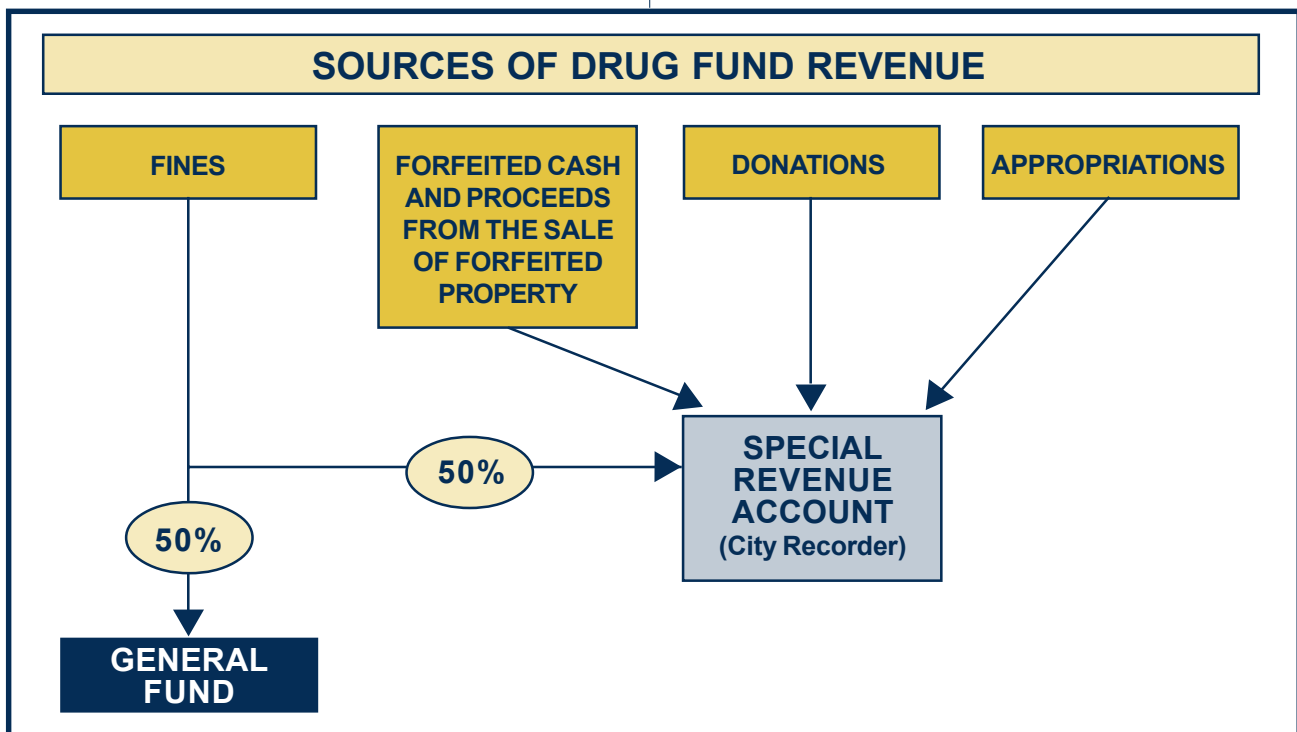 SOURCES OF DRUG FUND REVENUE
FINES
FORFEITED CASH
AND PROCEEDS
FROM THE SALE
OF FORFEITED
PROPERTY
DONATIONS
APPROPRIATIONS
50%
50%
SPECIAL
REVENUE
ACCOUNT
(City Recorder)
GENERAL
FUND